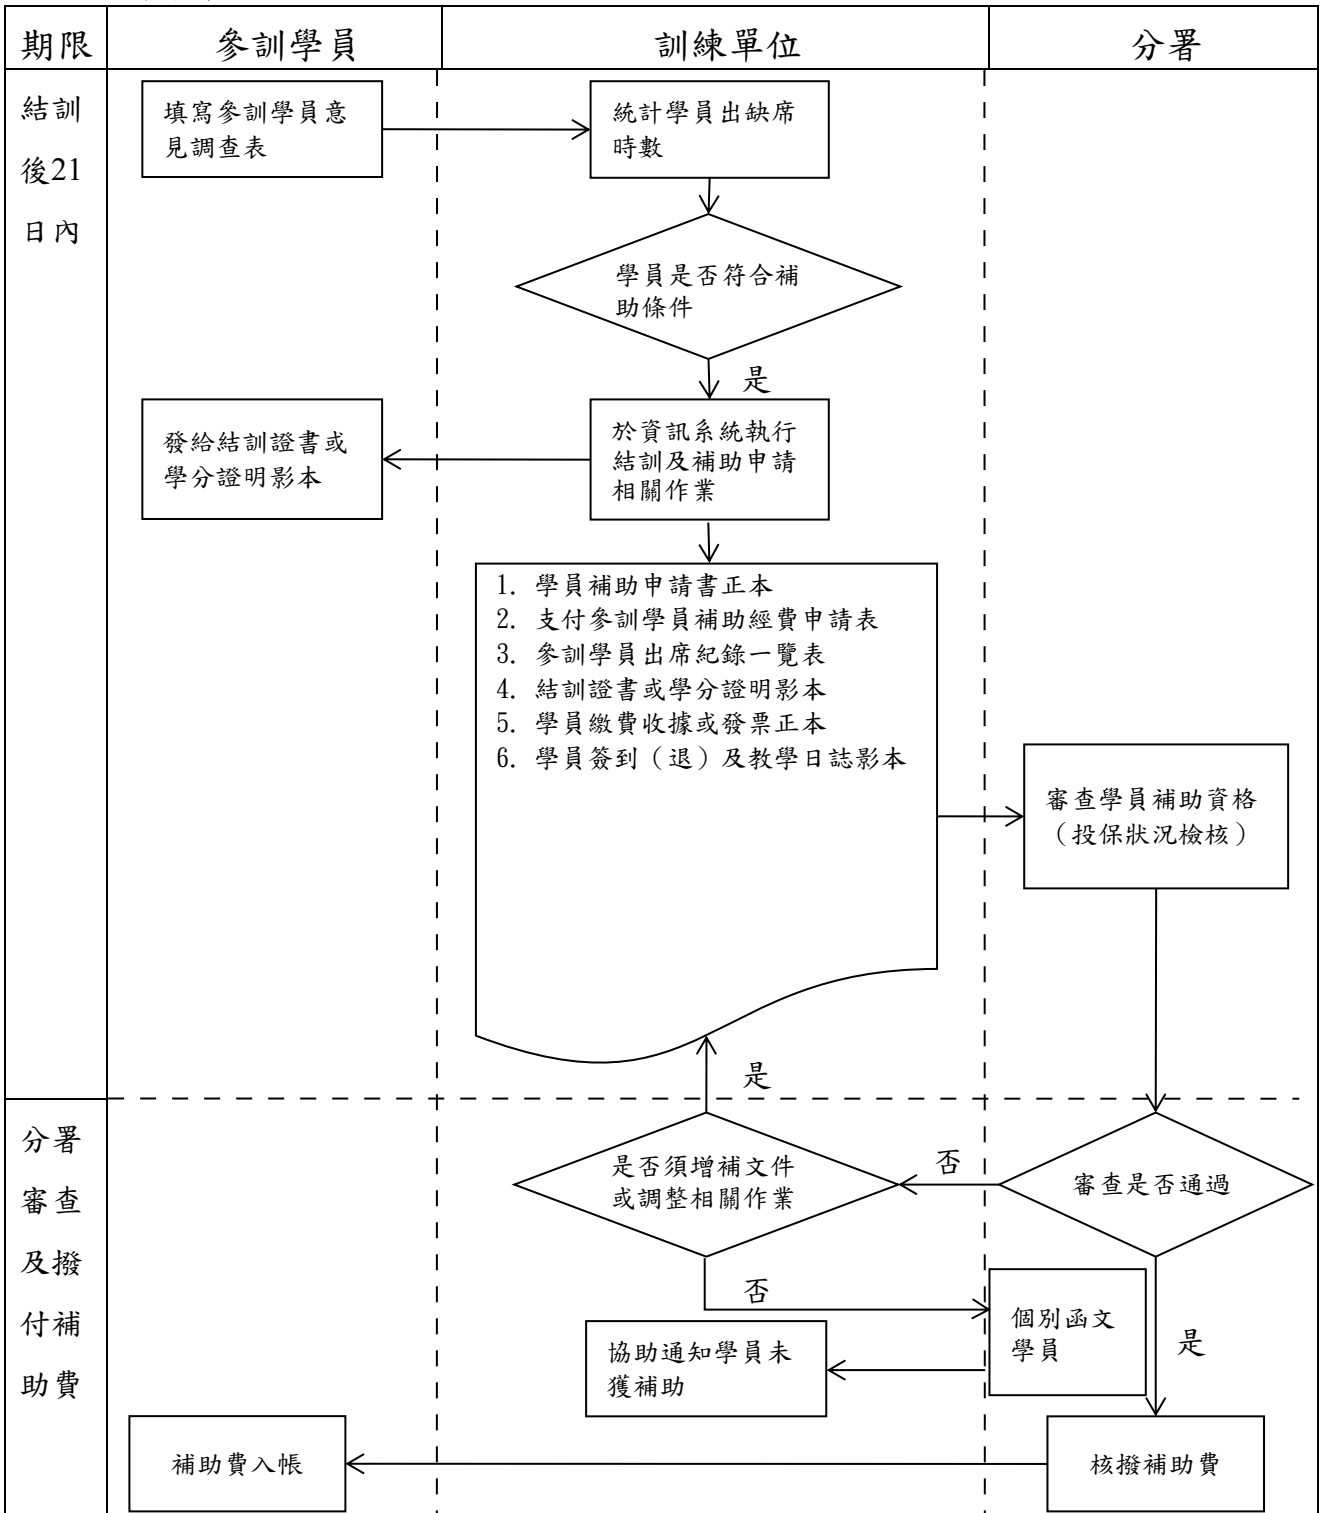 期限
參訓學員
訓練單位
分署
結訓
後21
日內
填寫參訓學員意
見調查表
統計學員出缺席
時數
學員是否符合補
助條件
是
發給結訓證書或
學分證明影本
於資訊系統執行
結訓及補助申請
相關作業
1. 學員補助申請書正本
2. 支付參訓學員補助經費申請表
3. 參訓學員出席紀錄一覽表
4. 結訓證書或學分證明影本
5. 學員繳費收據或發票正本
6. 學員簽到（退）及教學日誌影本
審查學員補助資格
（投保狀況檢核）
是
分署
審查
及撥
付補
助費
是否須增補文件
或調整相關作業
否
審查是否通過
否
個別函文
學員
是
協助通知學員未
獲補助
補助費入帳
核撥補助費